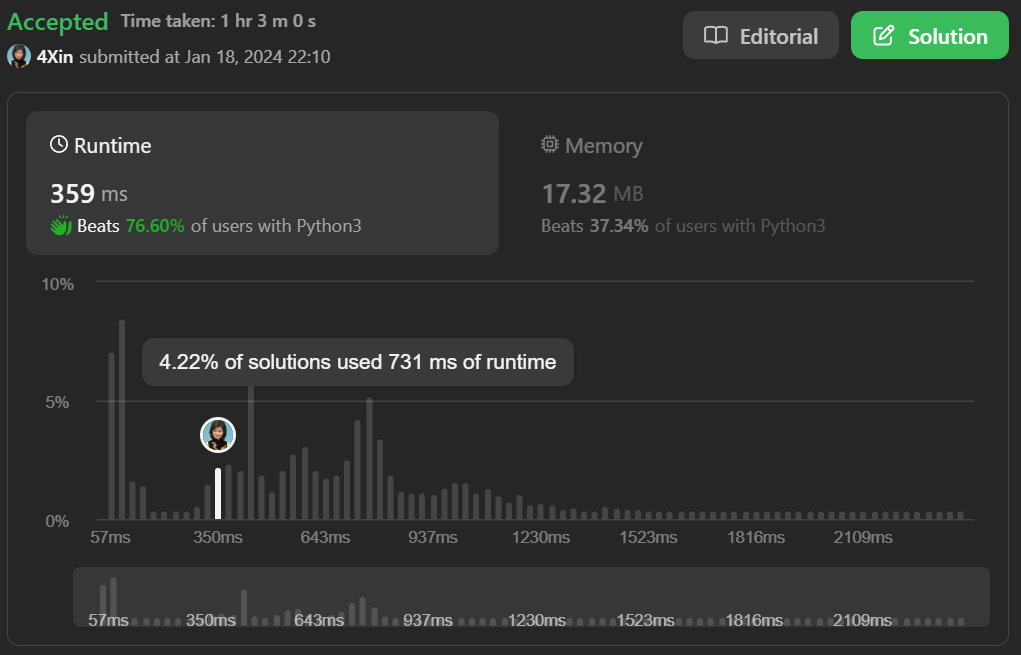 Accepted Time taken: 1 hr 3 m 0 s
4Xin submitted at Jan 18, 2024 22:10
Editorial
Solution
Runtime
359 ms
Beats 76.60% of users with Python3
Memory
17.32 MB
Beats 37.34% of users with Python3
10%
4.22% of solutions used 731 ms of runtime
5%
0%
57ms 350ms 643ms 937ms 1230ms 1523ms 1816ms 2109ms
57ms 350ms 643ms 937ms 1230ms 1523ms 1816ms 2109ms